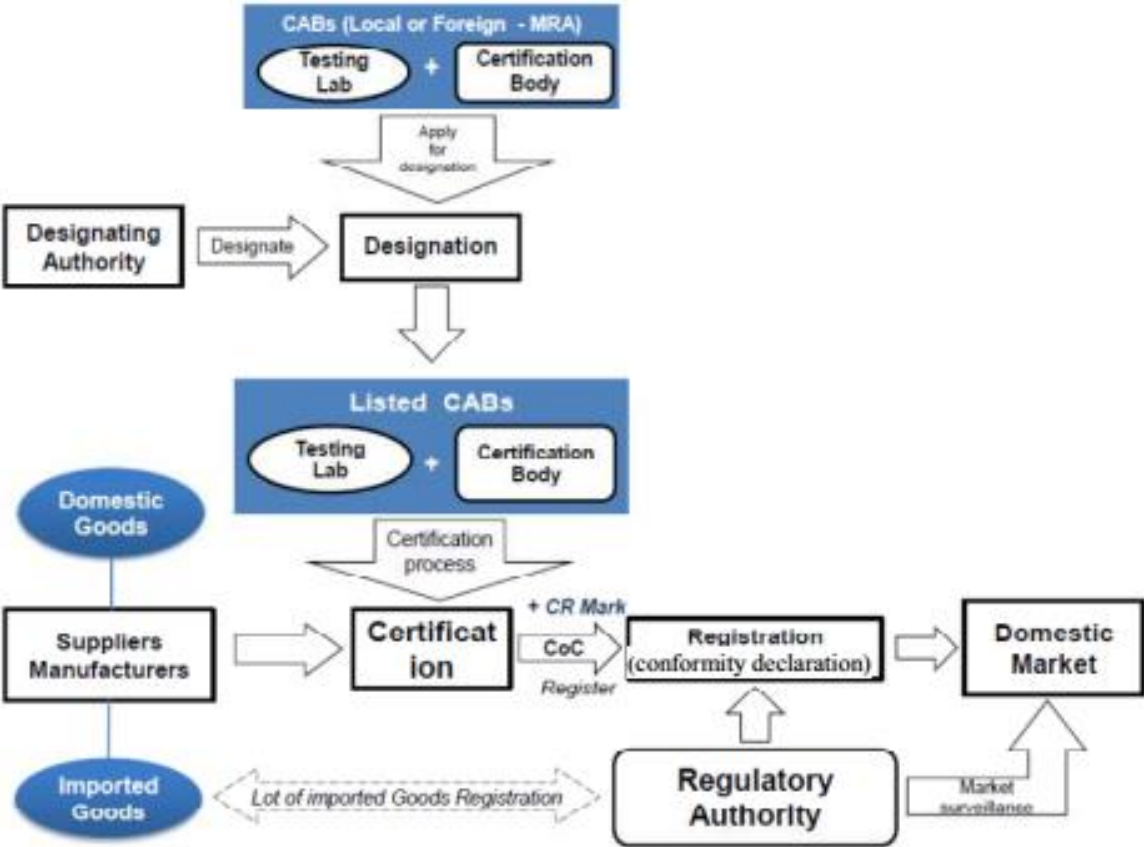 CABs (Local or Foreign - MRA)
Testing
Lab
+
Certification
Body
Apply
for
designation
Designating
Authority
Designate
Designation
Listed CABs
Testing
Lab
+
Certification
Body
Domestic
Goods
Certification
process
Suppliers
Manufacturers
Certificat
ion
+ CR Mark
CoC
Register
Registration
(conformity declaration)
Domestic
Market
Imported
Goods
Lot of imported Goods Registration
Regulatory
Authority
Market
surveillance